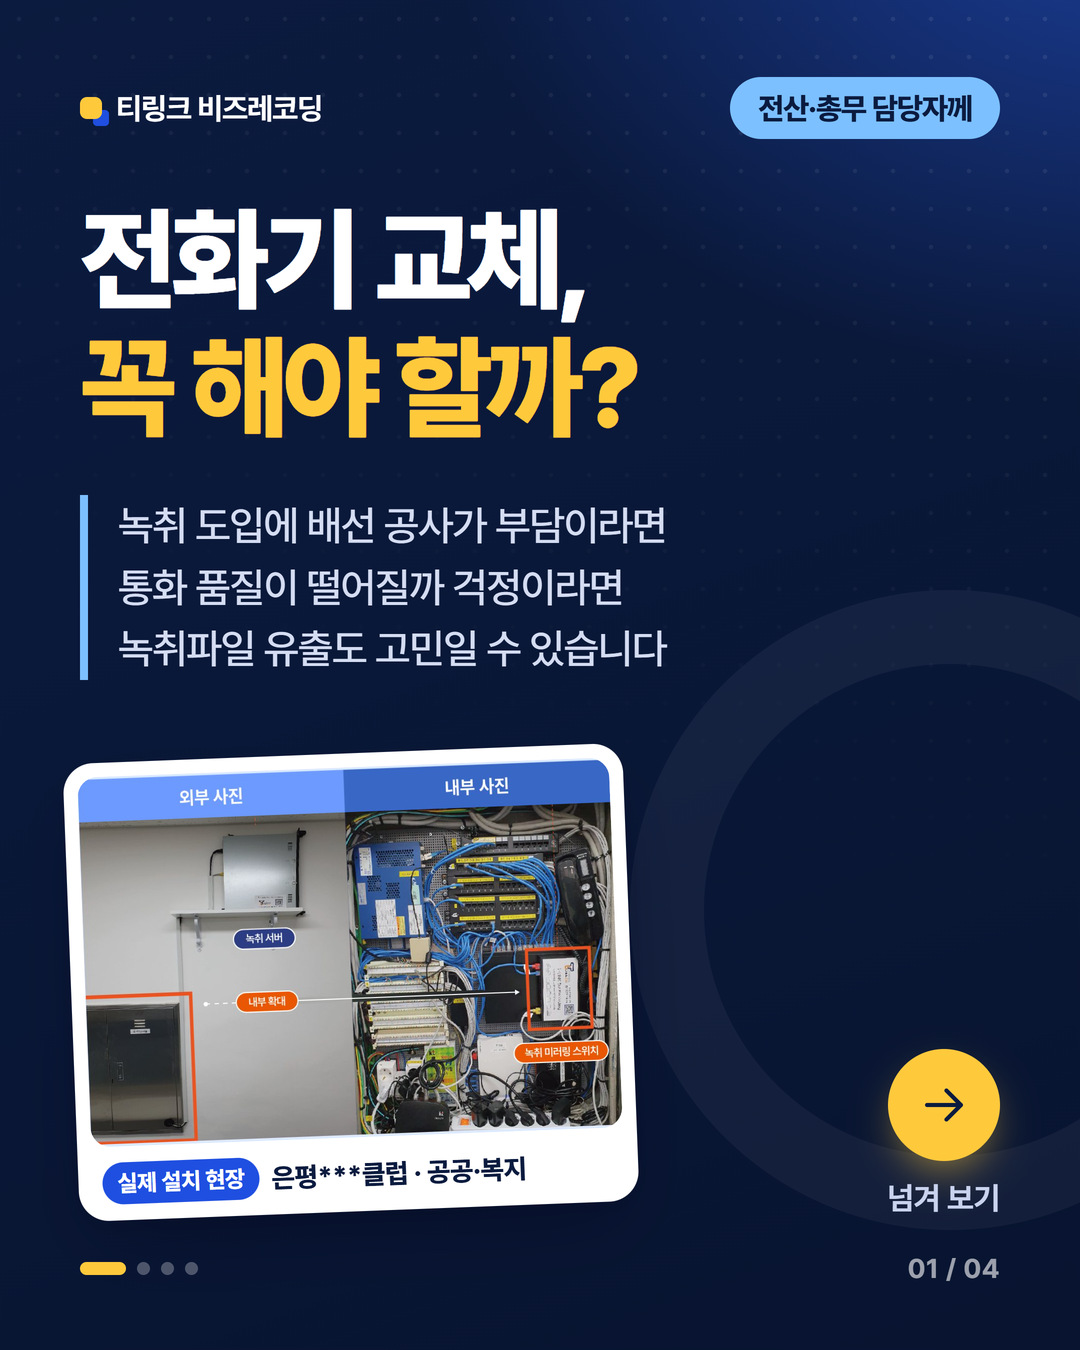 티링크 비즈레코딩
전산·총무 담당자께
전화기 교체,
꼭 해야 할까?
녹취 도입에 배선 공사가 부담이라면
통화 품질이 떨어질까 걱정이라면
녹취파일 유출도 고민일 수 있습니다
외부 사진
내부 사진
녹취 서버
내부 확대
녹취 미러링 스위치
실제 설치 현장
은평***클럽 · 공공·복지
넘겨 보기
01 / 04